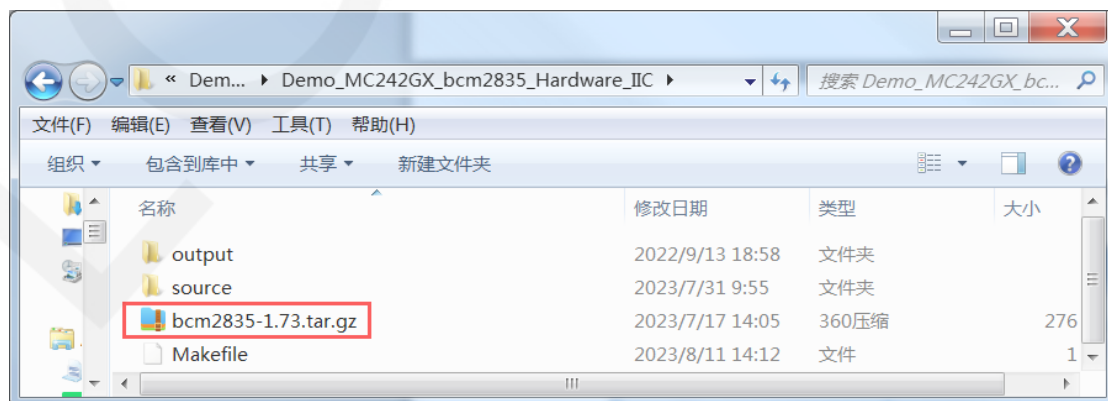 « Dem... Demo_MC242GX_bcm2835_Hardware_IIC 搜索 Demo_MC242GX_bc...
文件(F) 编辑(E) 查看(V) 工具(T) 帮助(H)
组织 包含到库中 共享 新建文件夹
名称 修改日期 类型 大小
output 2022/9/13 18:58 文件夹
source 2023/7/31 9:55 文件夹
bcm2835-1.73.tar.gz 2023/7/17 14:05 360压缩 276
Makefile 2023/8/11 14:12 文件 1